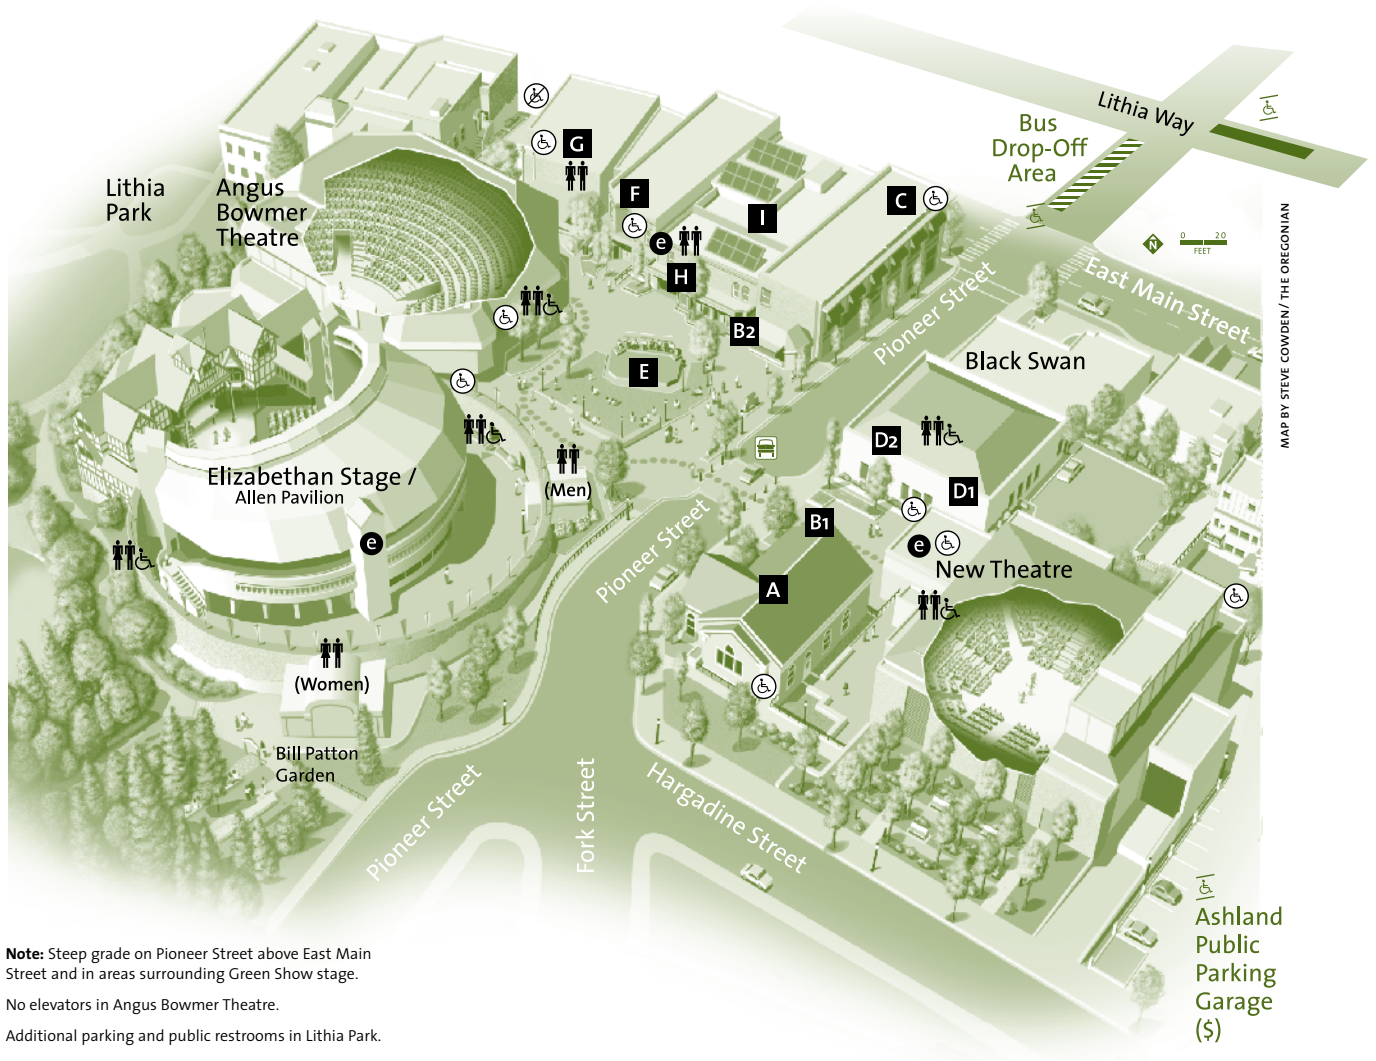 Lithia Way
Bus
Drop-Off
Area
G
Lithia
Park
Angus
Bowmer
Theatre
F
C
I
e
N
0 20
FEET
H
East Main Street
MAP BY STEVE COWDEN/ THE OREGONIAN
Pioneer Street
B2
Black Swan
E
D2
Elizabethan Stage /
Allen Pavilion
(Men)
D1
B1
Pioneer Street
e
e
New Theatre
A
(Women)
Bill Patton
Garden
Pioneer Street
Fork Street
Hargadine Street
Ashland
Public
Parking
Garage
($)
Note: Steep grade on Pioneer Street above East Main
Street and in areas surrounding Green Show stage.
No elevators in Angus Bowmer Theatre.
Additional parking and public restrooms in Lithia Park.